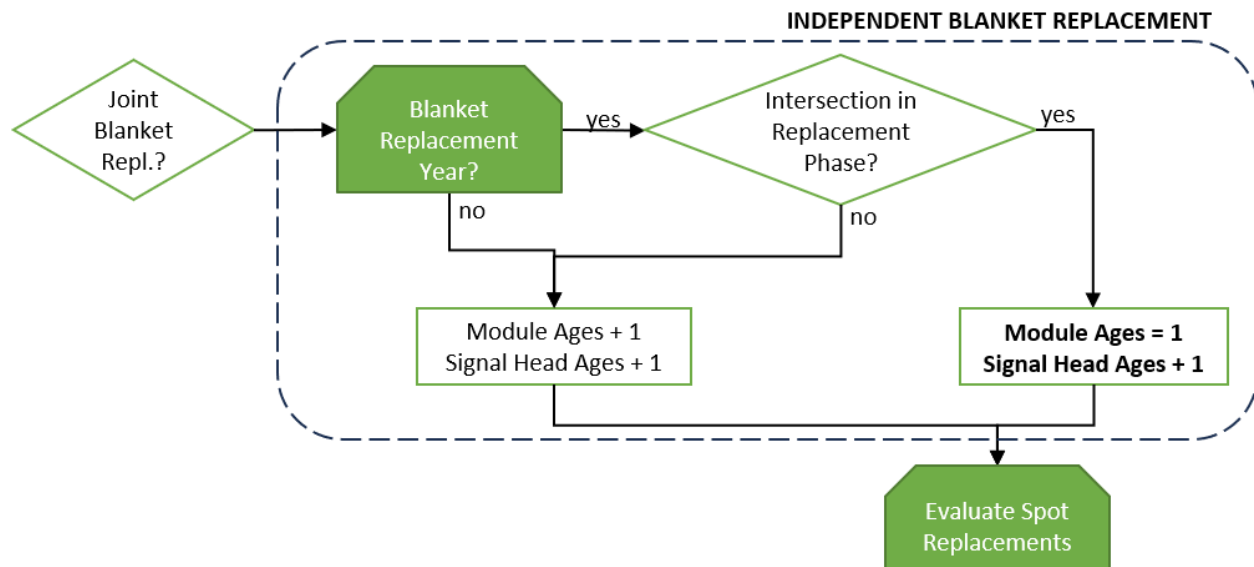 INDEPENDENT BLANKET REPLACEMENT
Joint
Blanket
Repl.?
Blanket
Replacement
Year?
yes
Intersection in
Replacement
Phase?
yes
no
no
Module Ages + 1
Signal Head Ages + 1
Module Ages = 1
Signal Head Ages + 1
Evaluate Spot
Replacements